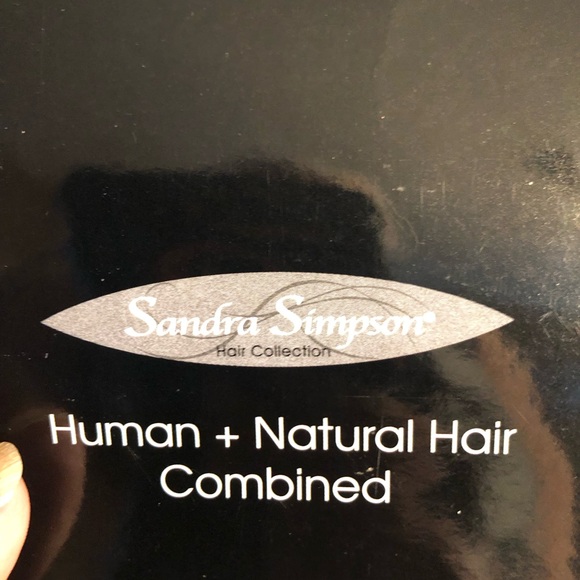 Sandra Simpson®
Hair Collection
Human + Natural Hair
Combined